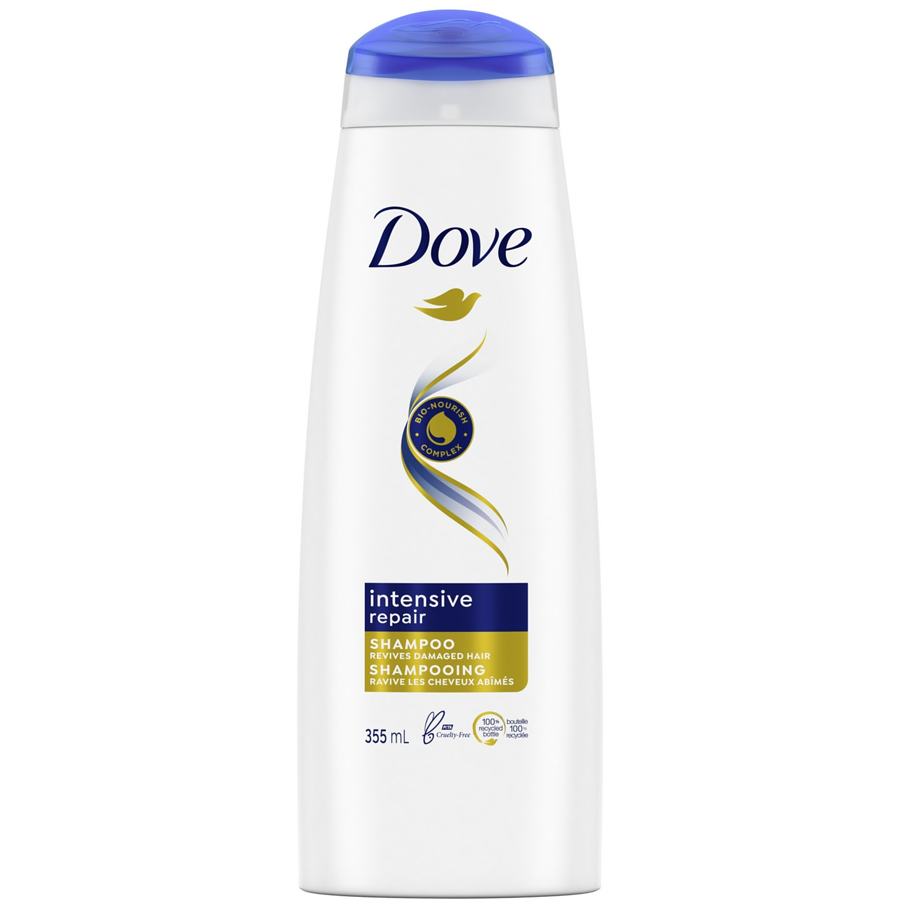 Dove
BIO-NOURISH
COMPLEX
intensive
repair
SHAMPOO
REVIVES DAMAGED HAIR
SHAMPOOING
RAVIVE LES CHEVEUX ABÎMÉS
355 mL
PETA
Cruelty-Free
100%
recycled
bottle
bouteille
100%
recyclée